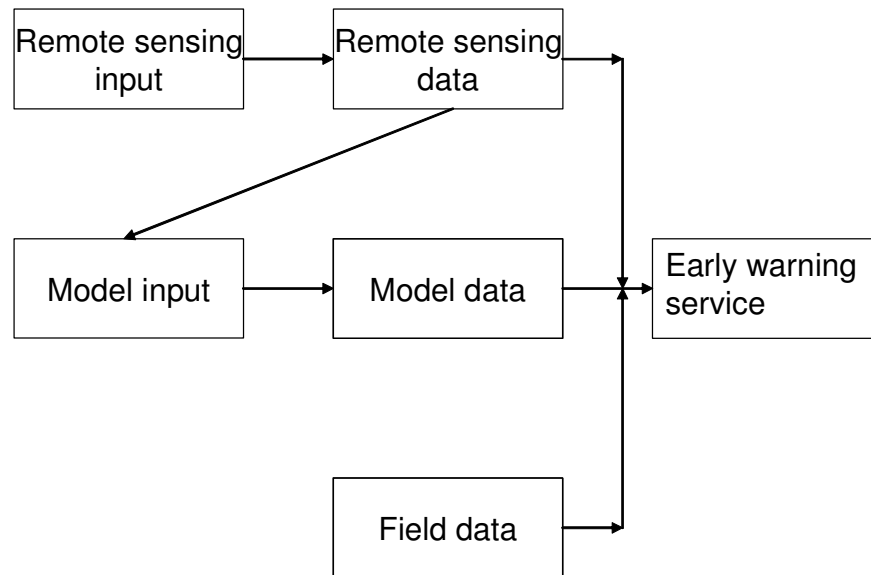 Remote sensing
input
Remote sensing
data
Model input
Model data
Early warning
service
Field data